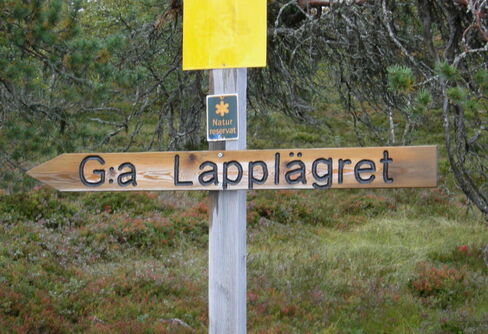 Natur
reservat
G:a Lapplägret